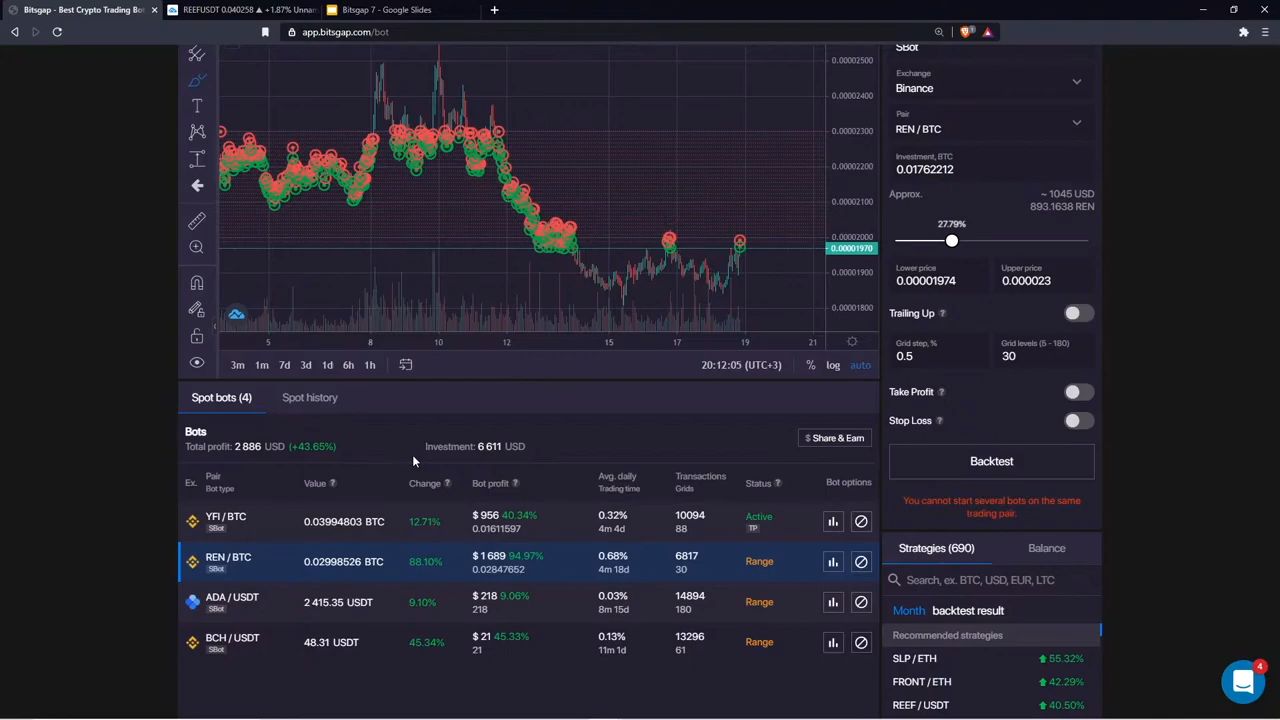 Bitsgap - Best Crypto Trading Bot
REEFUSDT 0.040258 ▲ +1.87% Unnam
Bitsgap 7 - Google Slides
app.bitsgap.com/bot
0.00002500
0.00002400
0.00002300
0.00002200
0.00002100
0.00002000
0.00001970
0.00001900
0.00001800
5 8 10 12 15 17 19 21
3m 1m 7d 3d 1d 6h 1h
20:12:05 (UTC+3) % log auto
Spot bots (4) Spot history
Bots
Total profit: 2 886 USD (+43.65%) Investment: 6 611 USD
$ Share & Earn
Ex. Pair Value Change Bot profit Avg. daily Transactions Status Bot options
Bot type Trading time Grids
YFI / BTC 0.03994803 BTC 12.71% $ 956 40.34% 0.32% 10094 Active
SBot 0.01611597 4m 4d 88 TP
REN / BTC 0.02998526 BTC 88.10% $ 1 689 94.97% 0.68% 6817 Range
SBot 0.02847652 4m 18d 30
ADA / USDT 2 415.35 USDT 9.10% $ 218 9.06% 0.03% 14894 Range
SBot 218 8m 15d 180
BCH / USDT 48.31 USDT 45.34% $ 21 45.33% 0.13% 13296 Range
SBot 21 11m 1d 61
SBot
Exchange
Binance
Pair
REN / BTC
Investment, BTC
0.01762212
Approx. ~ 1045 USD
893.1638 REN
27.79%
Lower price Upper price
0.00001974 0.000023
Trailing Up
Grid step, % Grid levels (5 - 180)
0.5 30
Take Profit
Stop Loss
Backtest
You cannot start several bots on the same
trading pair.
Strategies (690) Balance
Search, ex. BTC, USD, EUR, LTC
Month backtest result
Recommended strategies
SLP / ETH 55.32%
FRONT / ETH 42.29%
REEF / USDT 40.50%
4